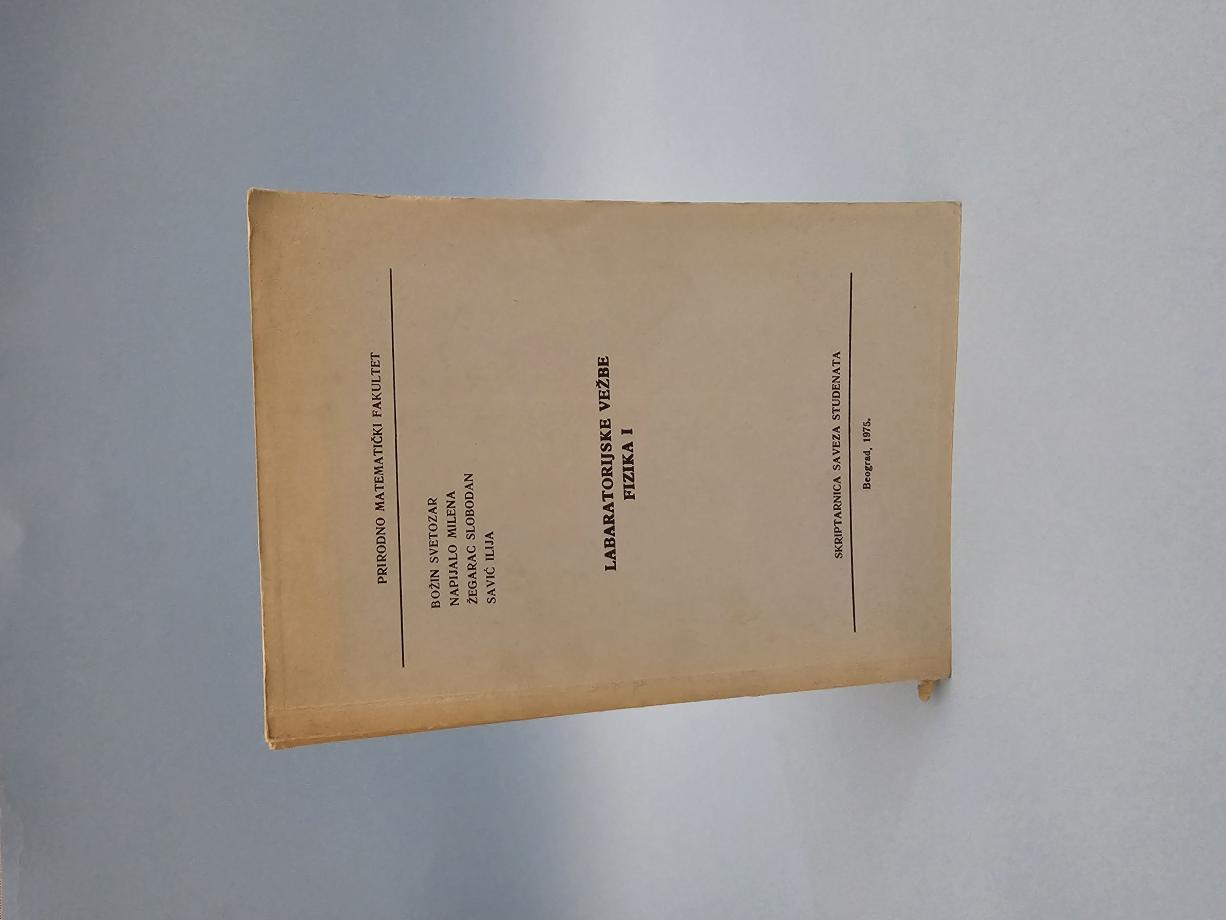 PRIRODNO MATEMATIČKI FAKULTET
BOŽIN SVETOZAR
NAPIJALO MILENA
ŽEGARAC SLOBODAN
SAVIĆ ILIJA
LABARATORIJSKE VEŽBE
FIZIKA I
SKRIPTARNICA SAVEZA STUDENATA
Beograd, 1975.